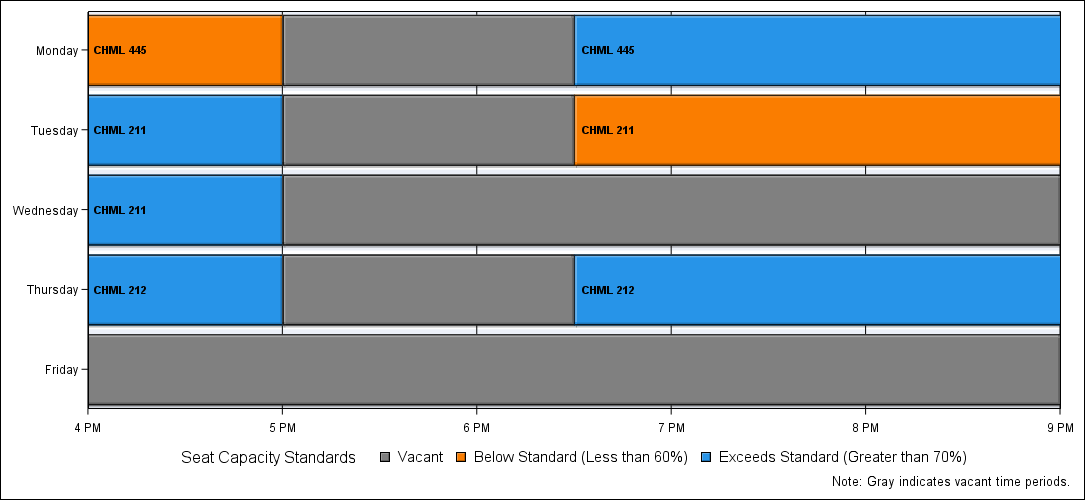 Monday
CHML 445
CHML 445
Tuesday
CHML 211
CHML 211
Wednesday
CHML 211
Thursday
CHML 212
CHML 212
Friday
4 PM 5 PM 6 PM 7 PM 8 PM 9 PM
Seat Capacity Standards Vacant Below Standard (Less than 60%) Exceeds Standard (Greater than 70%)
Note: Gray indicates vacant time periods.